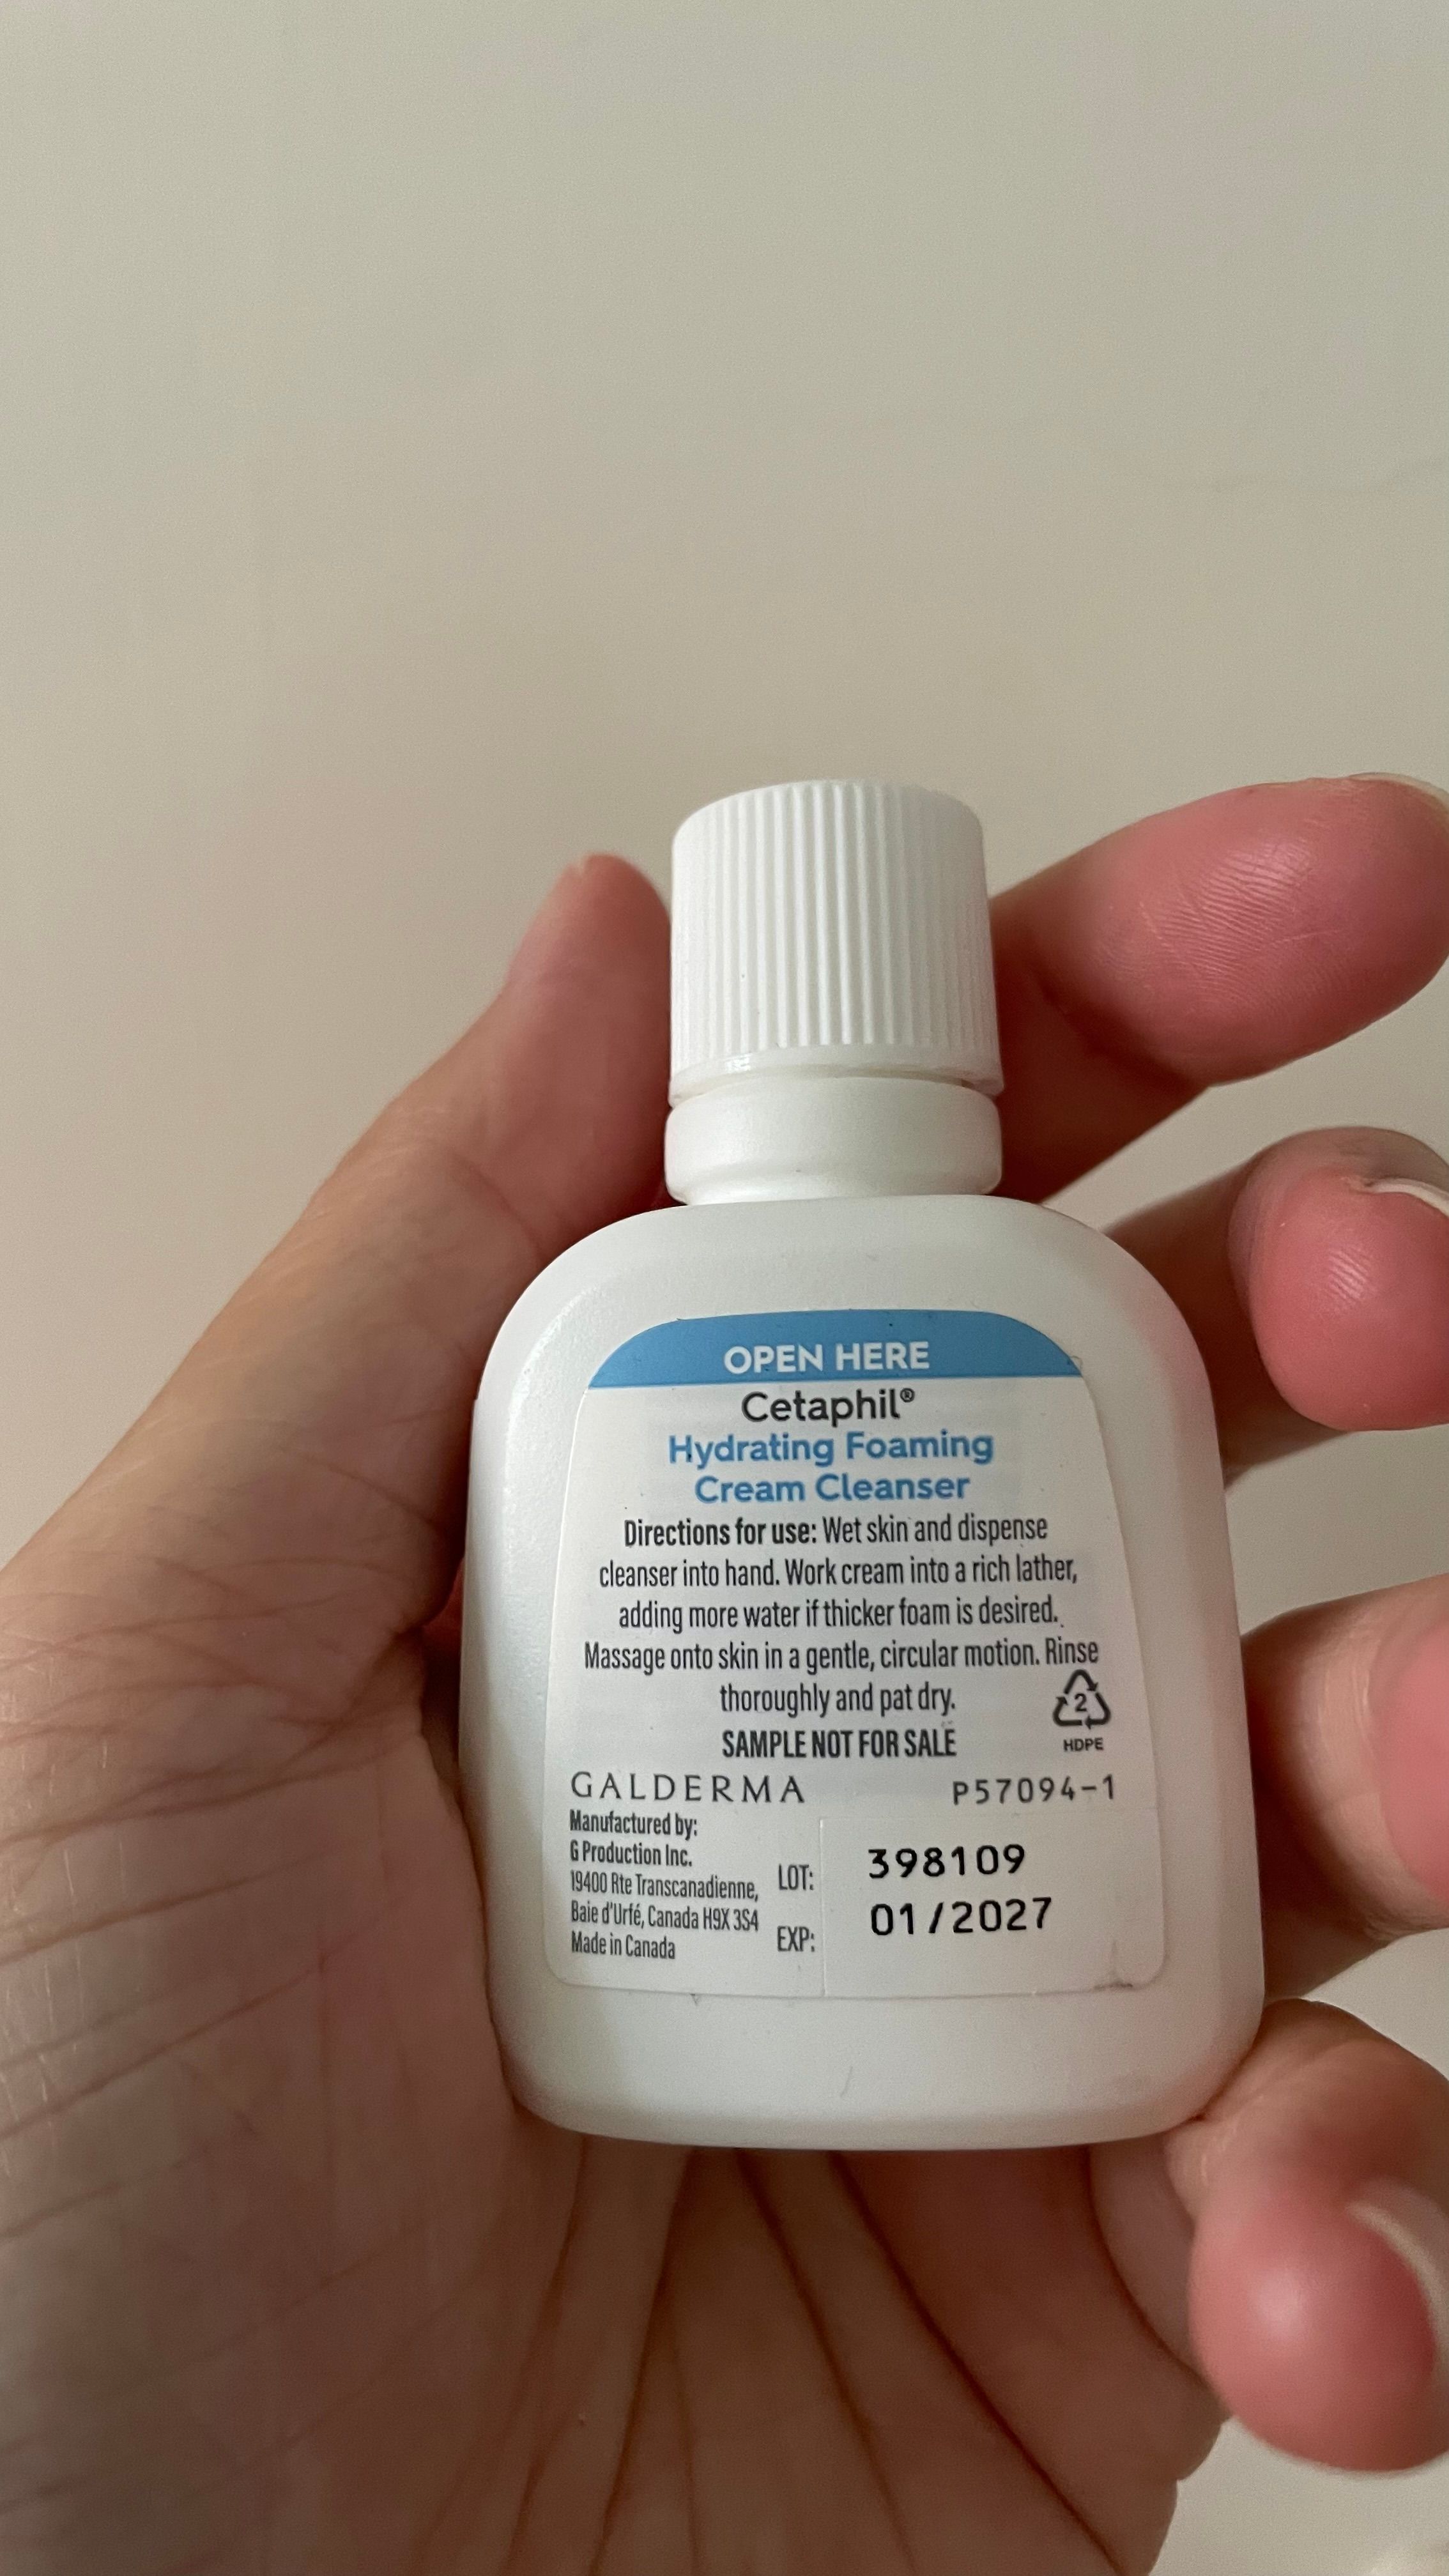 OPEN HERE
Cetaphil®
Hydrating Foaming
Cream Cleanser
Directions for use: Wet skin and dispense
cleanser into hand. Work cream into a rich lather,
adding more water if thicker foam is desired.
Massage onto skin in a gentle, circular motion. Rinse
thoroughly and pat dry.
2
HDPE
SAMPLE NOT FOR SALE
GALDERMA
P57094-1
Manufactured by:
G Production Inc.
19400 Rte Transcanadienne,
Baie d'Urfé, Canada H9X 3S4
Made in Canada
LOT: 398109
EXP: 01/2027